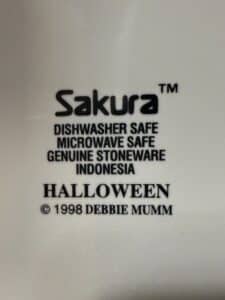 Sakura™
DISHWASHER SAFE
MICROWAVE SAFE
GENUINE STONEWARE
INDONESIA
HALLOWEEN
© 1998 DEBBIE MUMM